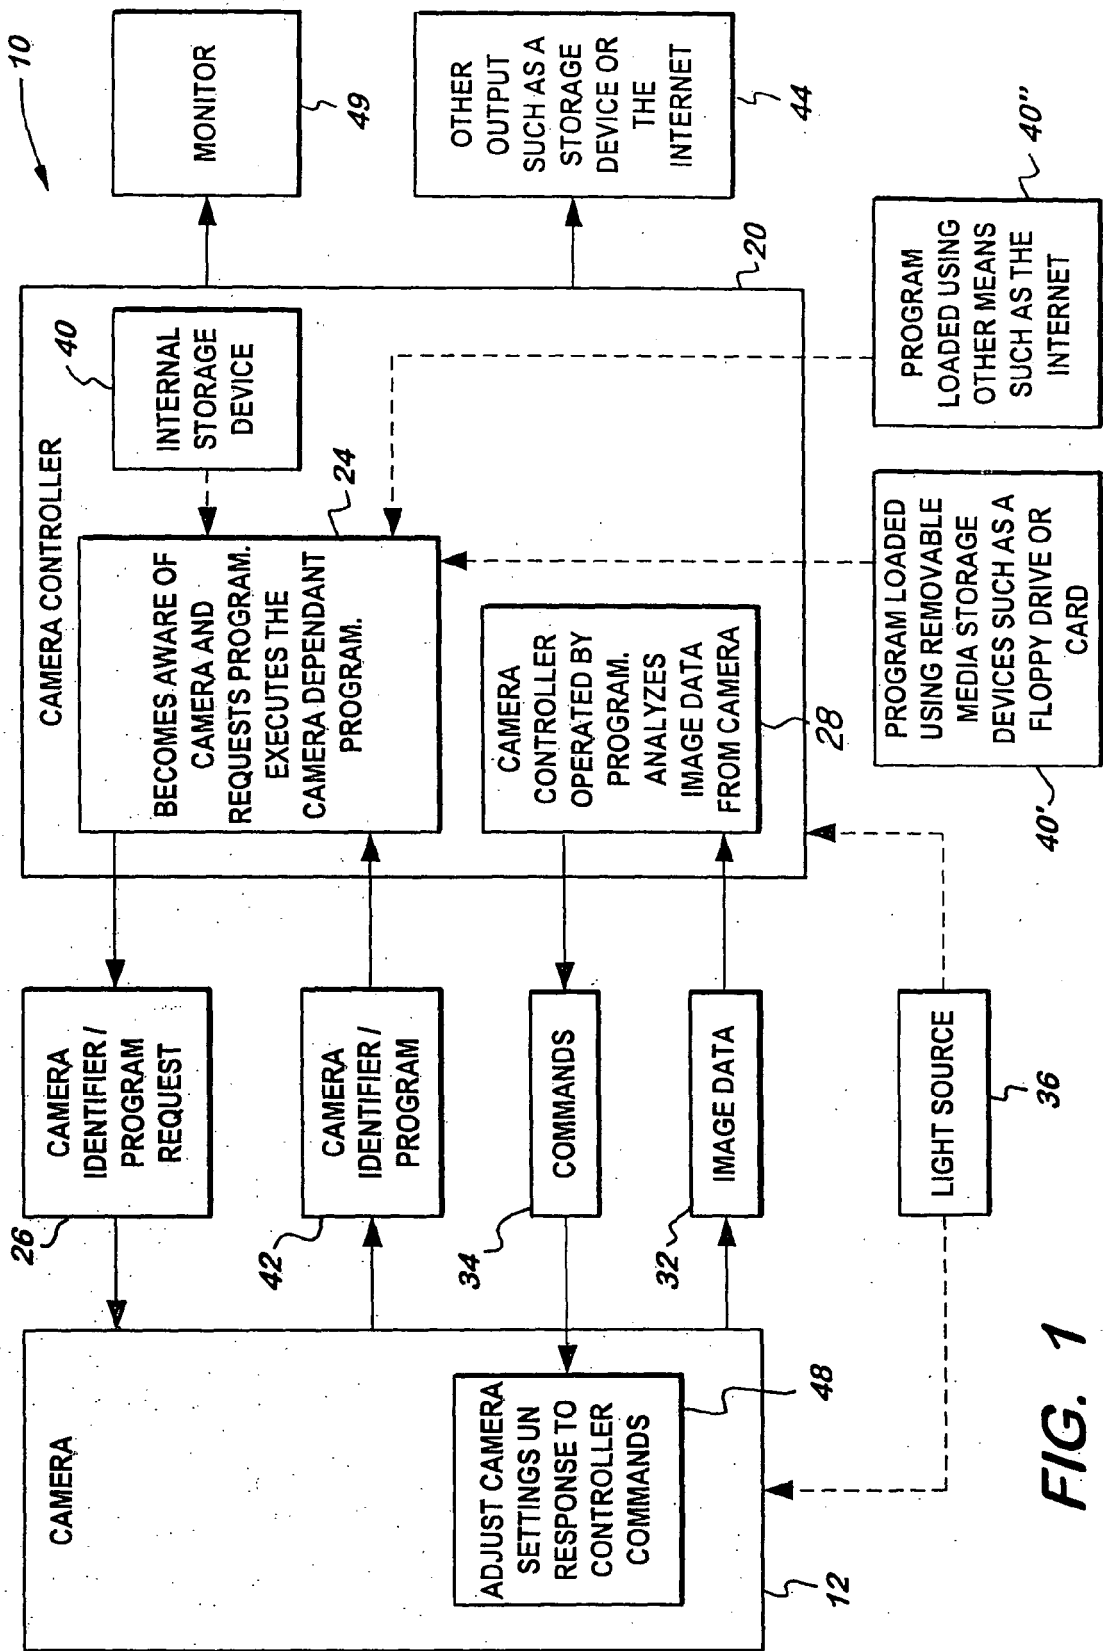 10
CAMERA
12
ADJUST CAMERA
SETTINGS UN
RESPONSE TO
CONTROLLER
COMMANDS
48
CAMERA
IDENTIFIER /
PROGRAM
REQUEST
26
CAMERA
IDENTIFIER /
PROGRAM
42
COMMANDS
34
IMAGE DATA
32
LIGHT SOURCE
36
CAMERA CONTROLLER
20
BECOMES AWARE OF
CAMERA AND
REQUESTS PROGRAM.
EXECUTES THE
CAMERA DEPENDANT
PROGRAM.
24
INTERNAL
STORAGE
DEVICE
40
CAMERA
CONTROLLER
OPERATED BY
PROGRAM.
ANALYZES
IMAGE DATA
FROM CAMERA
28
MONITOR
49
OTHER
OUTPUT
SUCH AS A
STORAGE
DEVICE OR
THE
INTERNET
44
PROGRAM LOADED
USING REMOVABLE
MEDIA STORAGE
DEVICES SUCH AS A
FLOPPY DRIVE OR
CARD
40'
PROGRAM
LOADED USING
OTHER MEANS
SUCH AS THE
INTERNET
40"
FIG. 1